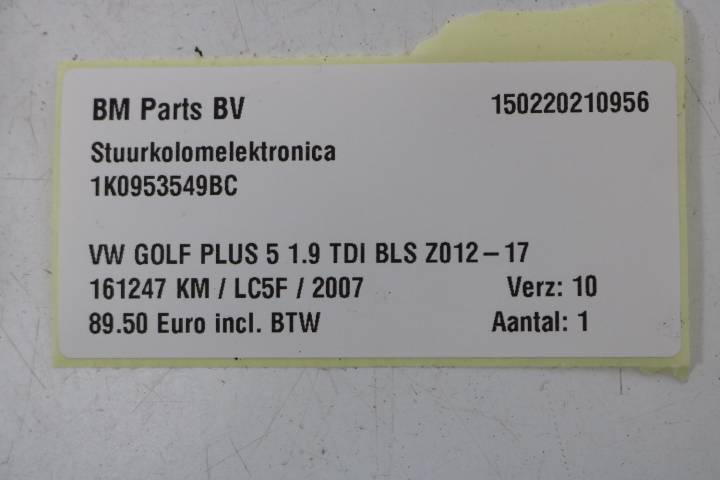 BM Parts BV 150220210956
Stuurkolomelektronica
1K0953549BC
VW GOLF PLUS 5 1.9 TDI BLS Z012-17
161247 KM / LC5F / 2007 Verz: 10
89.50 Euro incl. BTW Aantal: 1